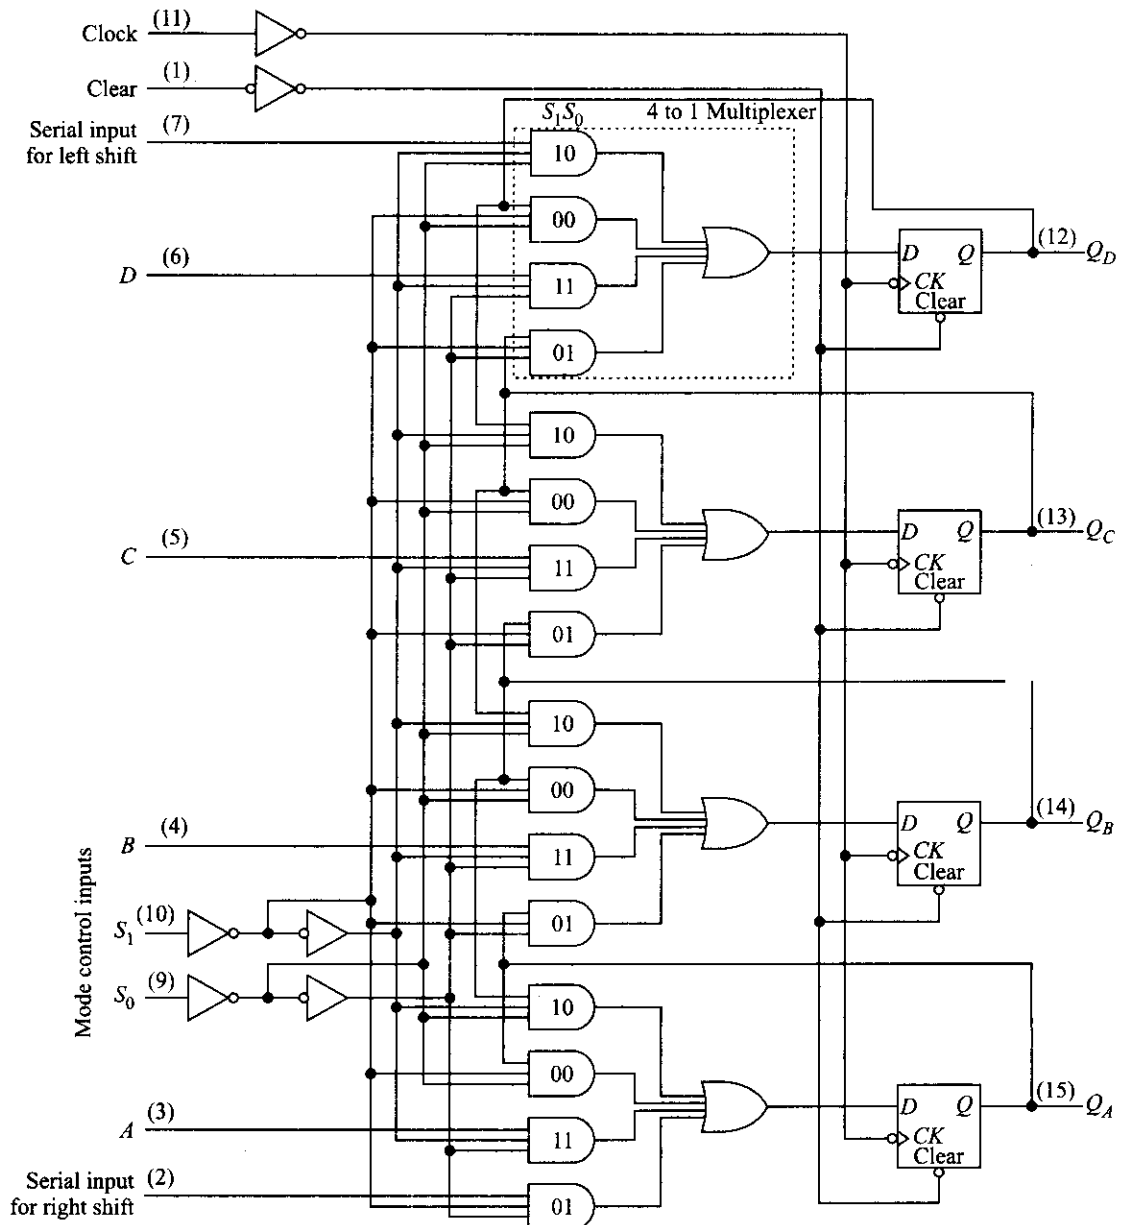 Clock (11)
Clear (1)
Serial input (7)
for left shift
S1S0 4 to 1 Multiplexer
10
00
D (6)
11
01
D Q
CK
Clear
(12) QD
10
00
C (5)
11
01
D Q
CK
Clear
(13) QC
10
00
B (4)
11
01
D Q
CK
Clear
(14) QB
Mode control inputs
S1 (10)
S0 (9)
10
00
A (3)
11
01
D Q
CK
Clear
(15) QA
Serial input (2)
for right shift